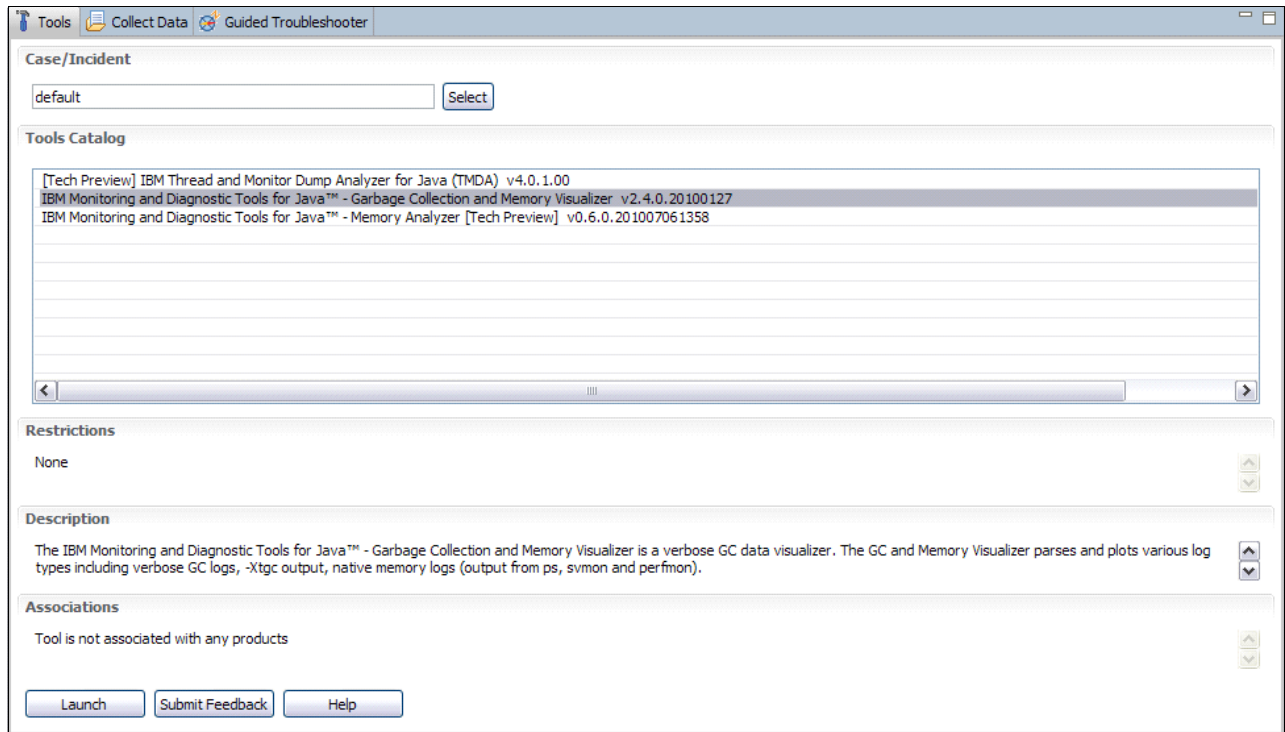 Tools Collect Data Guided Troubleshooter
Case/Incident
default Select
Tools Catalog
[Tech Preview] IBM Thread and Monitor Dump Analyzer for Java (TMDA) v4.0.1.00
IBM Monitoring and Diagnostic Tools for Java™ - Garbage Collection and Memory Visualizer v2.4.0.20100127
IBM Monitoring and Diagnostic Tools for Java™ - Memory Analyzer [Tech Preview] v0.6.0.201007061358
Restrictions
None
Description
The IBM Monitoring and Diagnostic Tools for Java™ - Garbage Collection and Memory Visualizer is a verbose GC data visualizer. The GC and Memory Visualizer parses and plots various log
types including verbose GC logs, -Xtgc output, native memory logs (output from ps, svmon and perfmon).
Associations
Tool is not associated with any products
Launch Submit Feedback Help